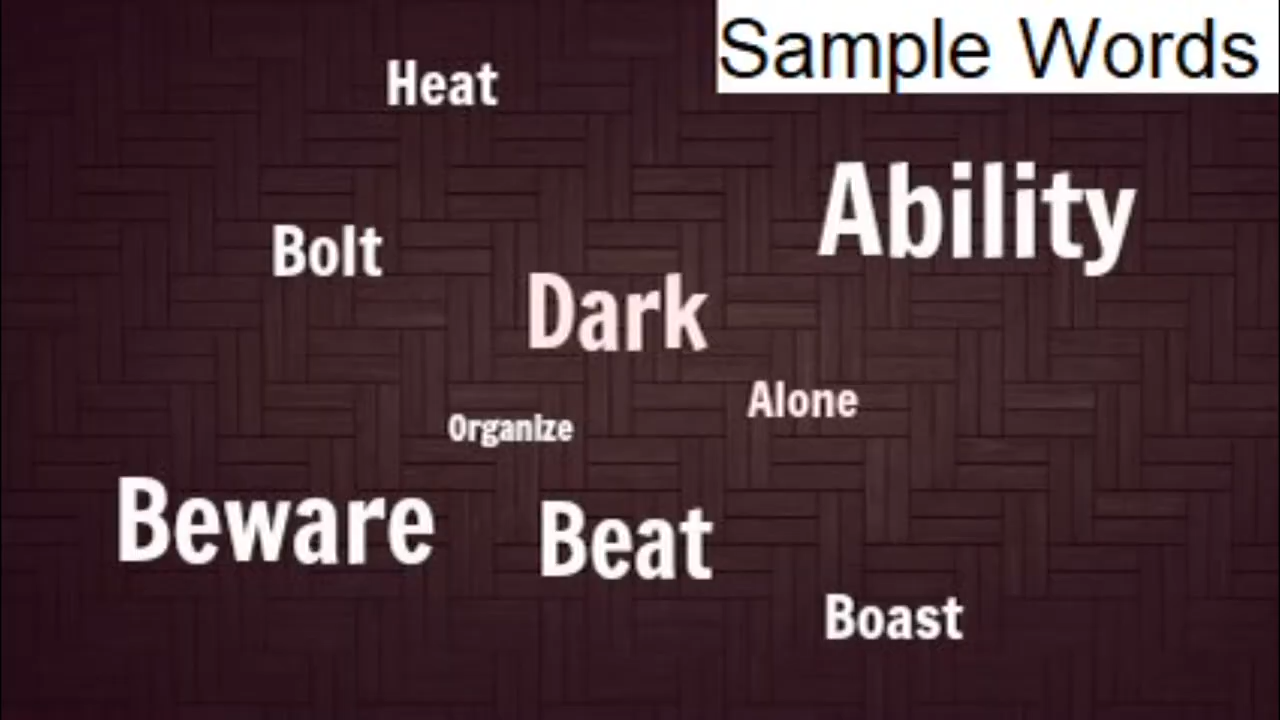 Sample Words
Heat
Ability
Bolt
Dark
Alone
Organize
Beware
Beat
Boast